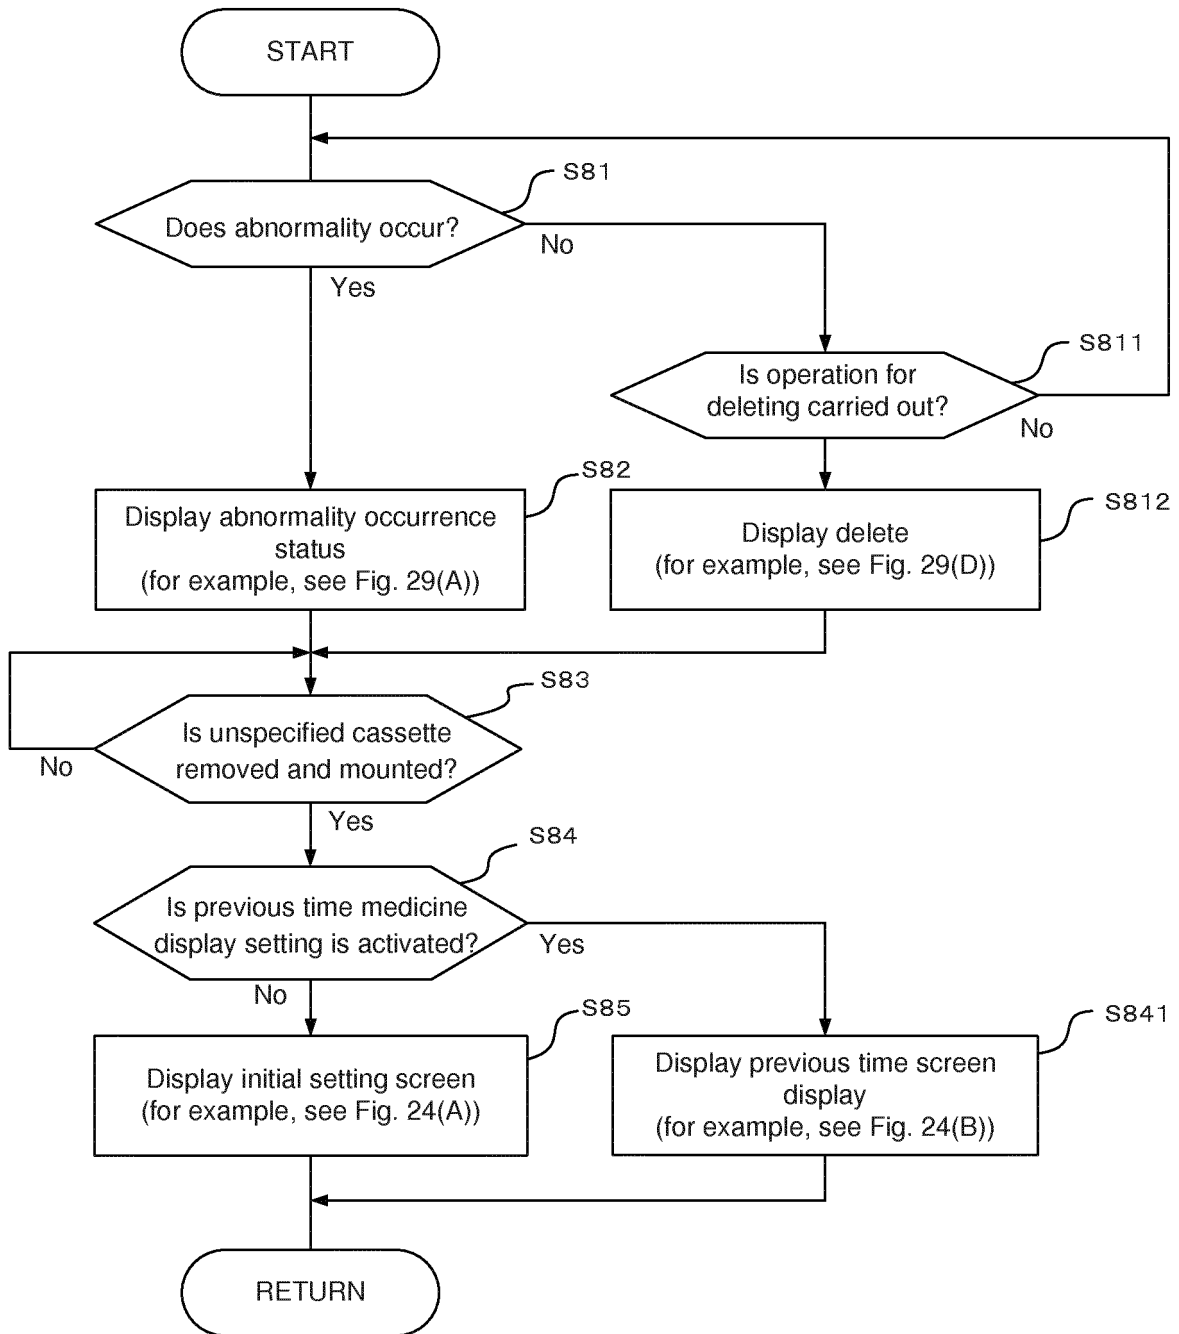 START
S81
Does abnormality occur?
No
Yes
S811
Is operation for
deleting carried out?
No
S82
Display abnormality occurrence
status
(for example, see Fig. 29(A))
S812
Display delete
(for example, see Fig. 29(D))
S83
Is unspecified cassette
removed and mounted?
No
Yes
S84
Is previous time medicine
display setting is activated?
Yes
No
S85
Display initial setting screen
(for example, see Fig. 24(A))
S841
Display previous time screen
display
(for example, see Fig. 24(B))
RETURN